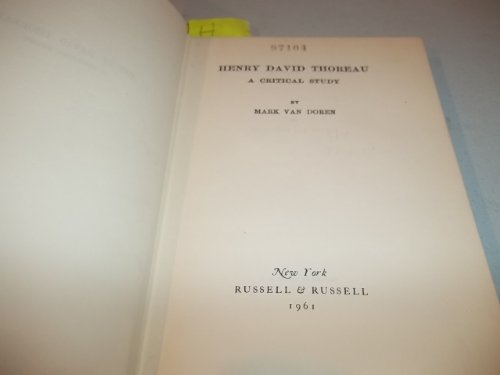 H
97104
HENRY DAVID THOREAU
A CRITICAL STUDY
BY
MARK VAN DOREN
New York
RUSSELL & RUSSELL
1961